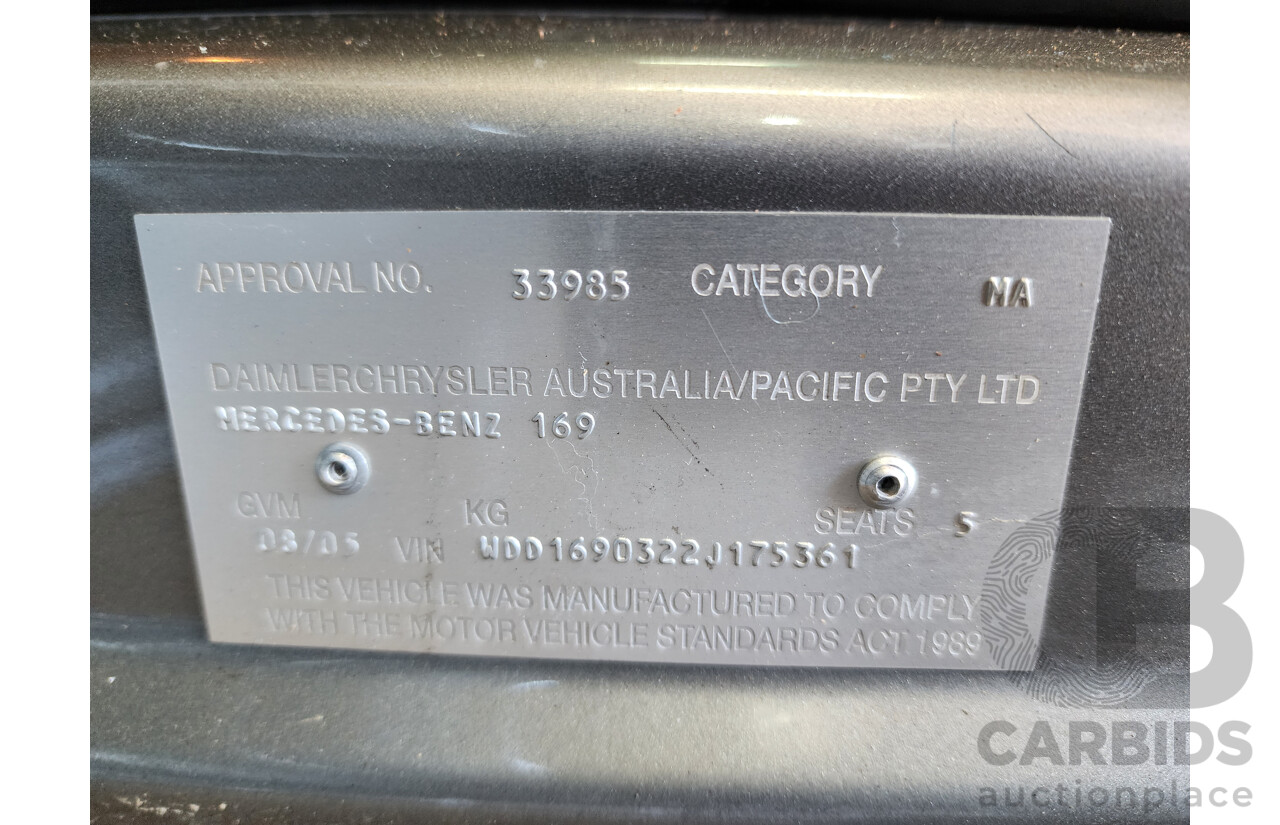 APPROVAL NO. 33985 CATEGORY MA
DAIMLERCHRYSLER AUSTRALIA/PACIFIC PTY LTD
MERCEDES-BENZ 169
GVM KG SEATS 5
08/05 VIN WDD1690322J175361
THIS VEHICLE WAS MANUFACTURED TO COMPLY
WITH THE MOTOR VEHICLE STANDARDS ACT 1989
CB
CARBIDS
auctionplace